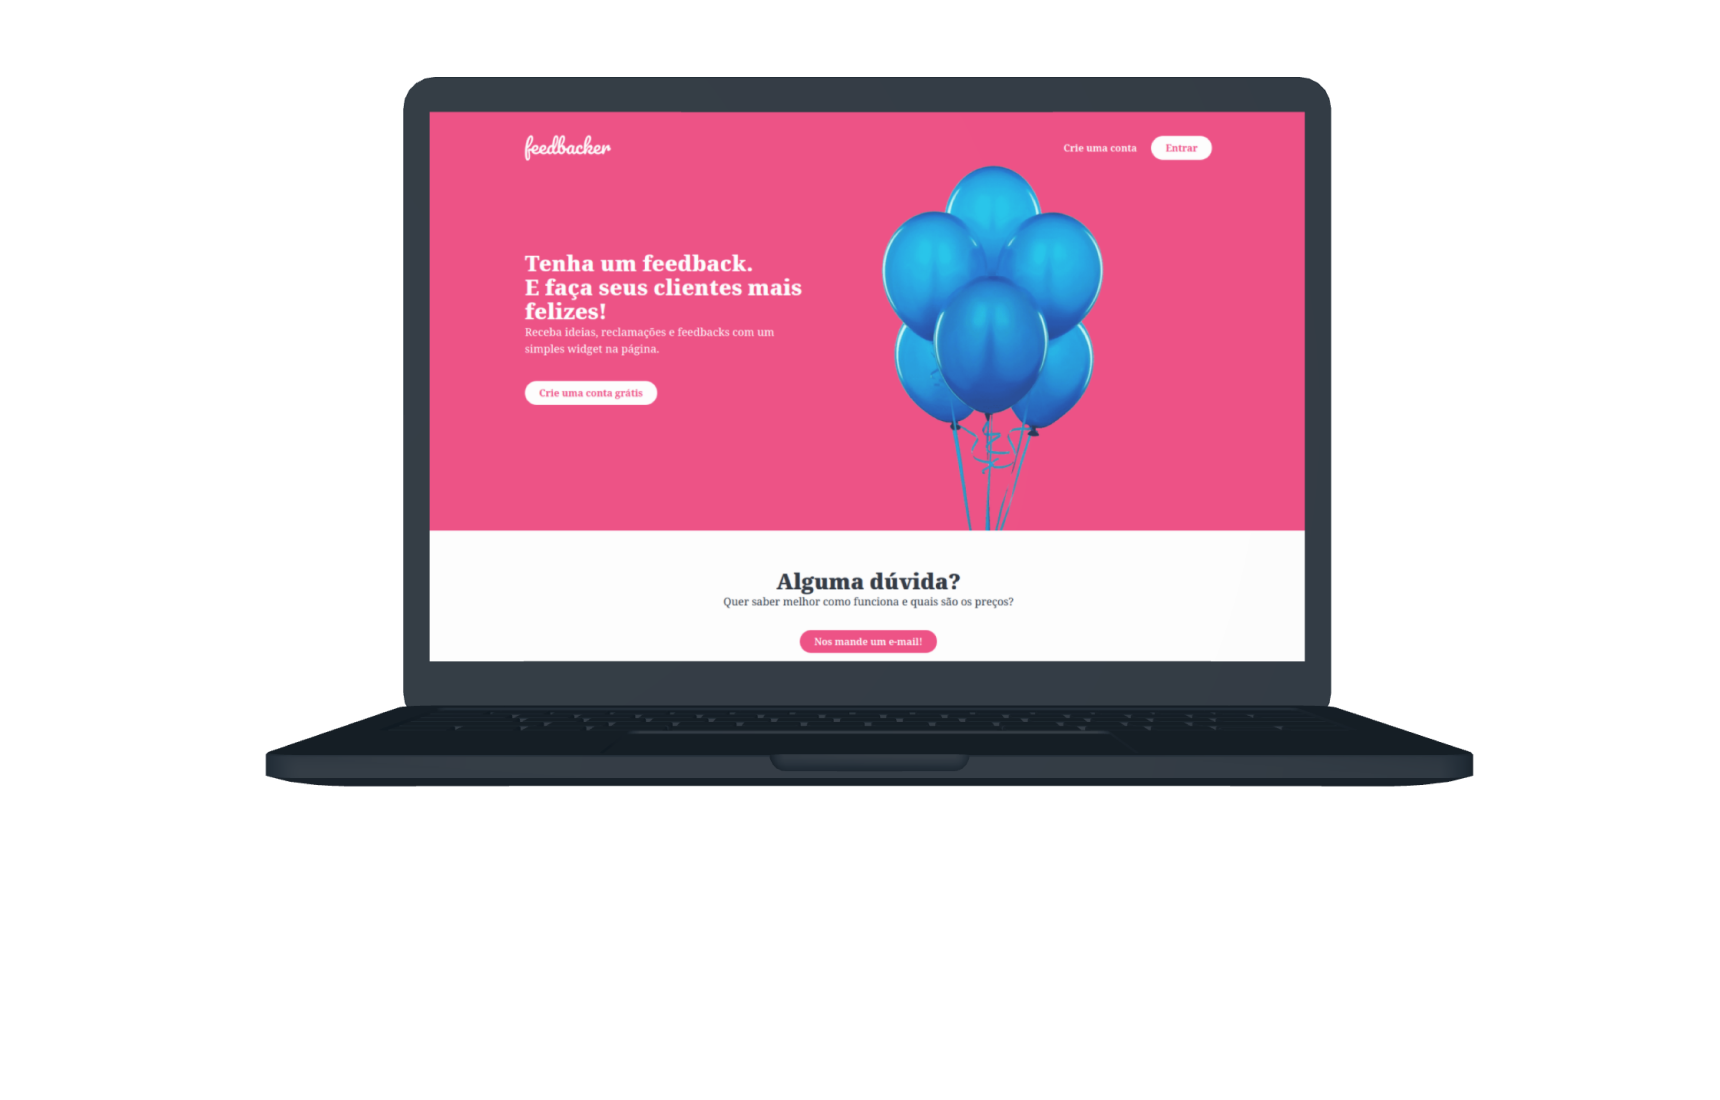 feedbacker
Crie uma conta
Entrar
Tenha um feedback.
E faça seus clientes mais
felizes!
Receba ideias, reclamações e feedbacks com um
simples widget na página.
Crie uma conta grátis
Alguma dúvida?
Quer saber melhor como funciona e quais são os preços?
Nos mande um e-mail!